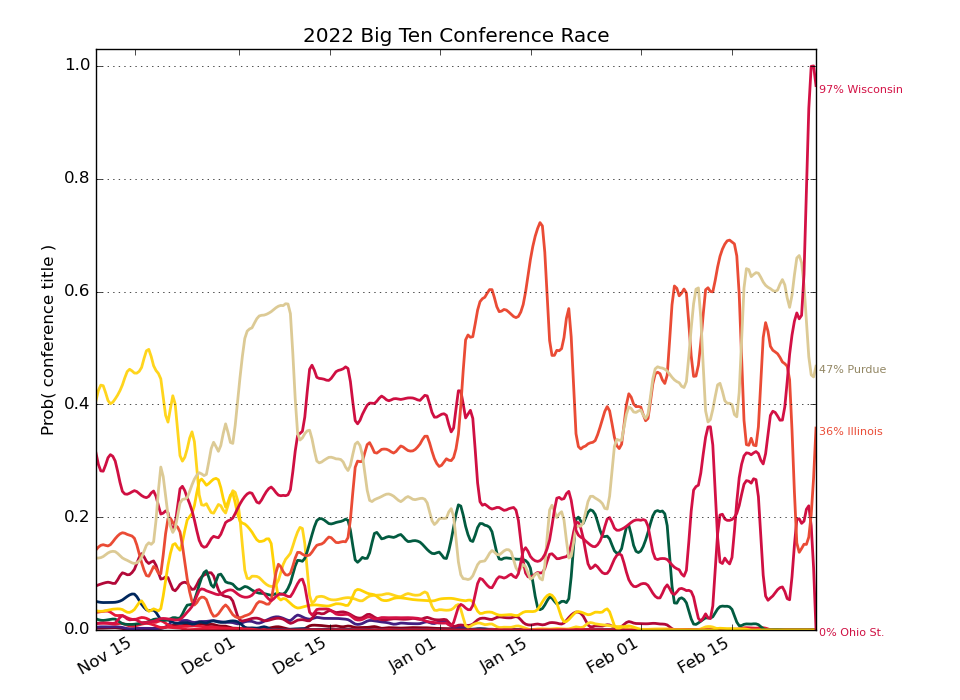 2022 Big Ten Conference Race
Prob( conference title )
1.0
0.8
0.6
0.4
0.2
0.0
Nov 15
Dec 01
Dec 15
Jan 01
Jan 15
Feb 01
Feb 15
97% Wisconsin
47% Purdue
36% Illinois
0% Ohio St.